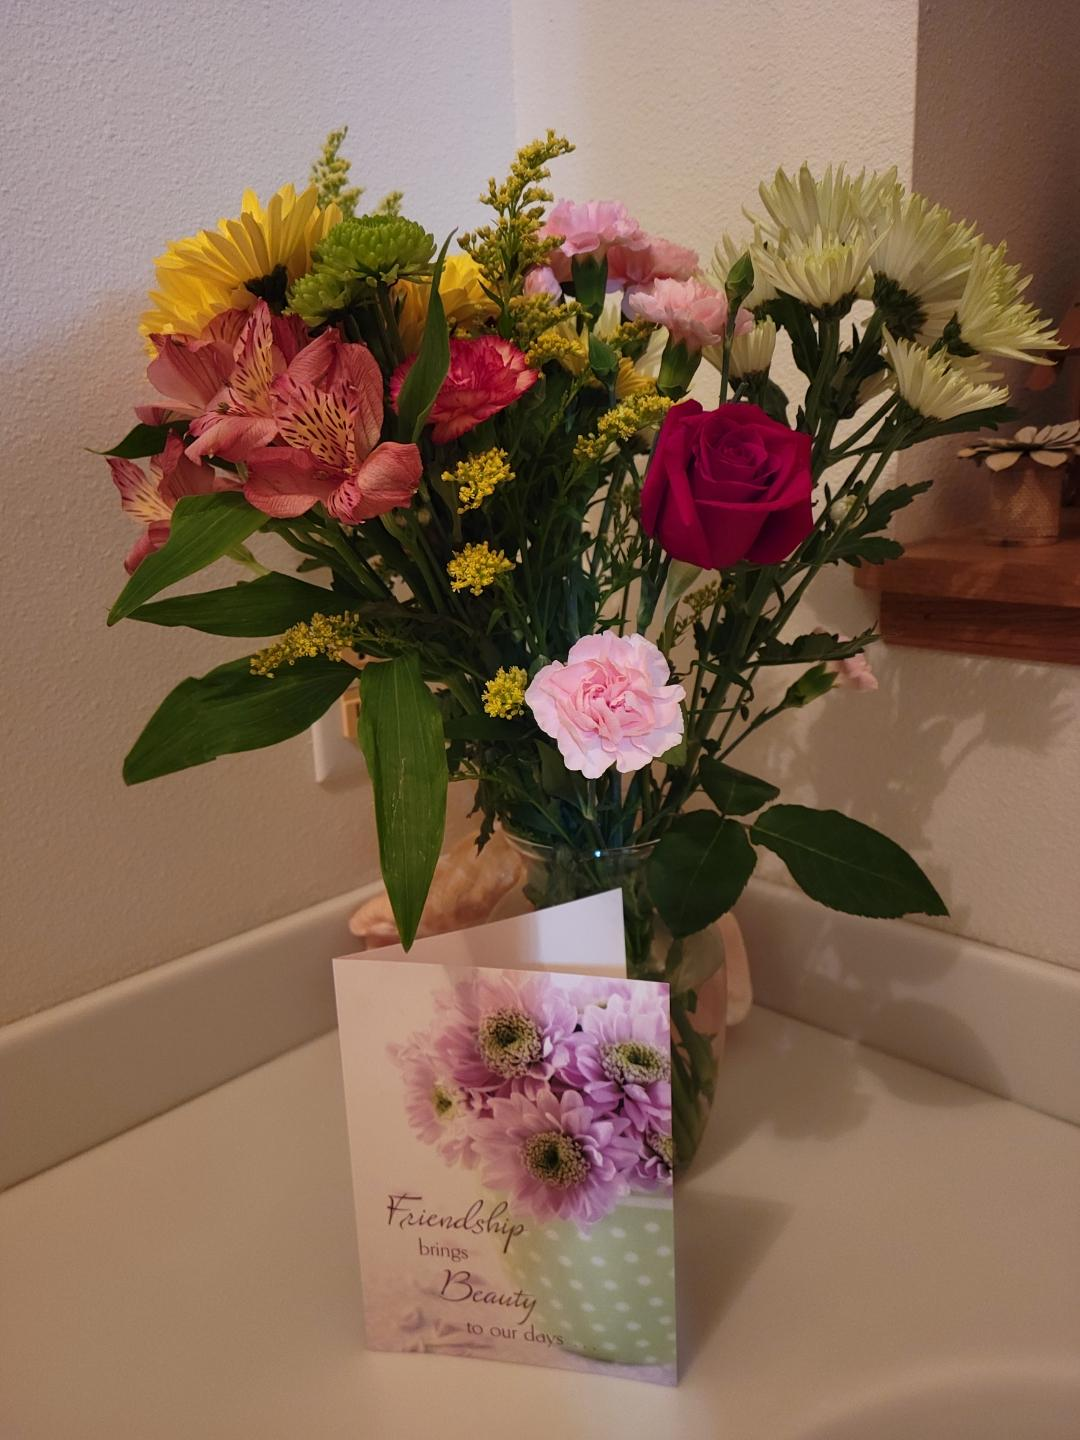 Friendship
brings
Beauty
to our days . . .